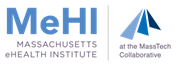 MeHI
MASSACHUSETTS
eHEALTH INSTITUTE
at the MassTech
Collaborative